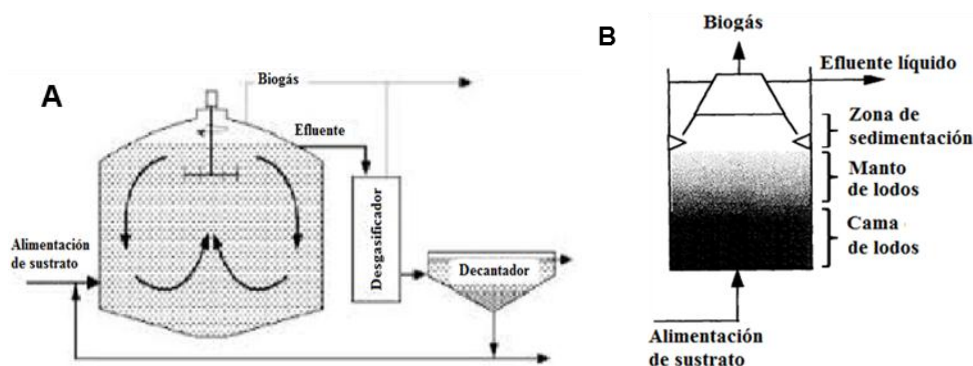 A
Biogás
Efluente
Alimentación
de sustrato
Desgasificador
Decantador
B
Biogás
Efluente líquido
Zona de
sedimentación
Manto
de lodos
Cama
de lodos
Alimentación
de sustrato